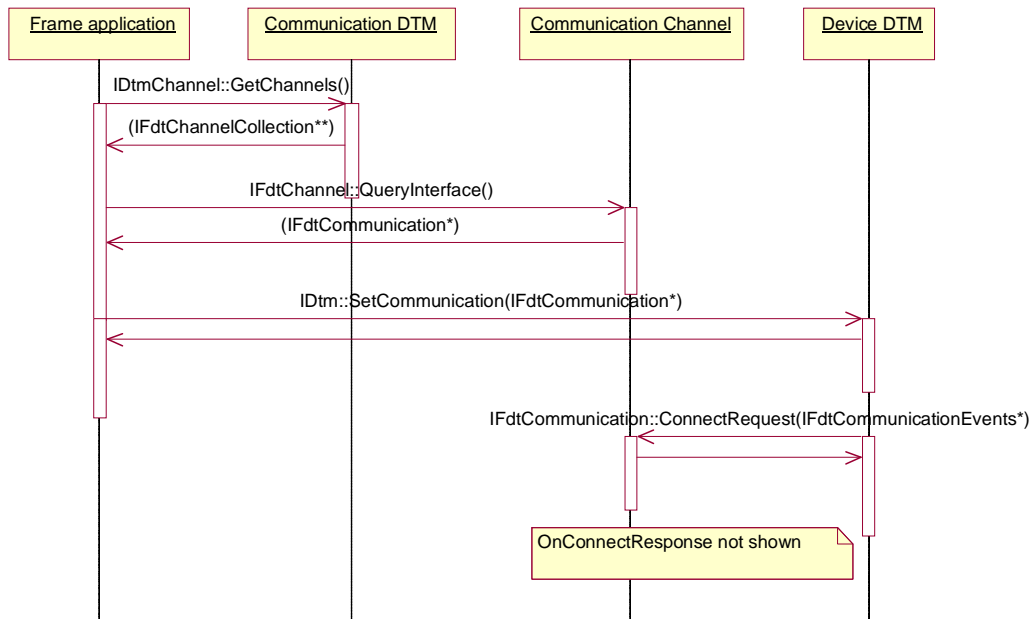 Frame application
Communication DTM
Communication Channel
Device DTM
IDtmChannel::GetChannels()
(IFdtChannelCollection**)
IFdtChannel::QueryInterface()
(IFdtCommunication*)
IDtm::SetCommunication(IFdtCommunication*)
IFdtCommunication::ConnectRequest(IFdtCommunicationEvents*)
OnConnectResponse not shown